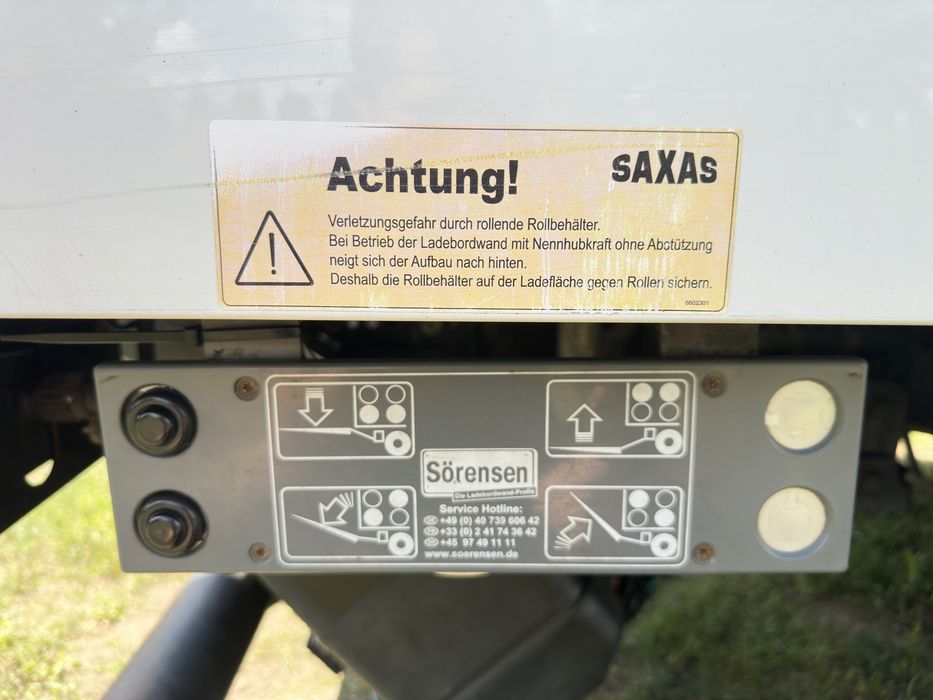 Achtung!
SAXAS
Verletzungsgefahr durch rollende Rollbehälter.
Bei Betrieb der Ladebordwand mit Nennhubkraft ohne Abstützung
neigt sich der Aufbau nach hinten.
Deshalb die Rollbehälter auf der Ladefläche gegen Rollen sichern.
6602301
Sörensen
Die Ladebordwand-Profis
Service Hotline:
DE +49 (0) 40 739 606 42
+33 (0) 2 41 74 36 42
+45 97 49 11 11
www.soerensen.de